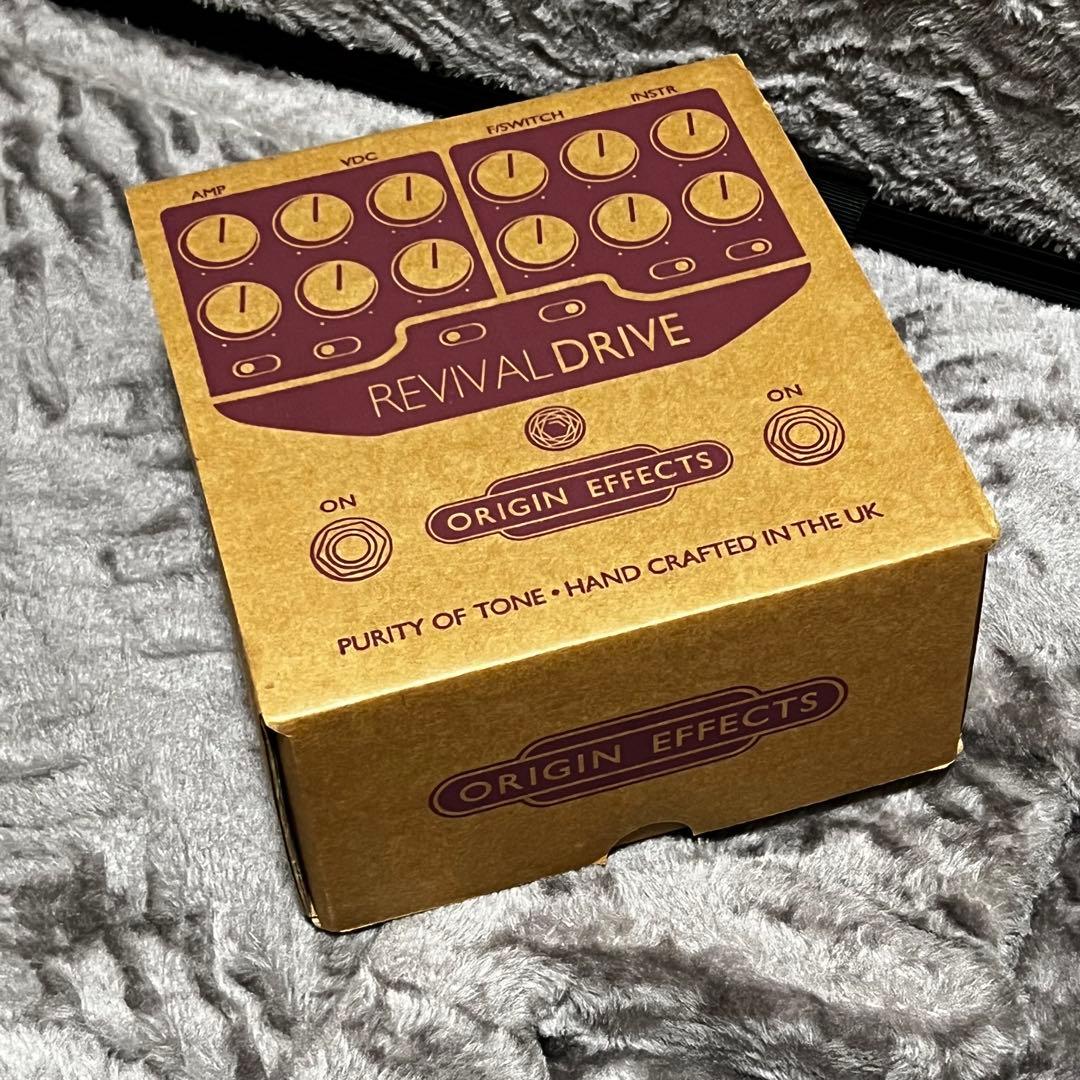 AMP VDC F/SWITCH INSTR
REVIVALDRIVE
ON ON
ORIGIN EFFECTS
PURITY OF TONE • HAND CRAFTED IN THE UK
ORIGIN EFFECTS